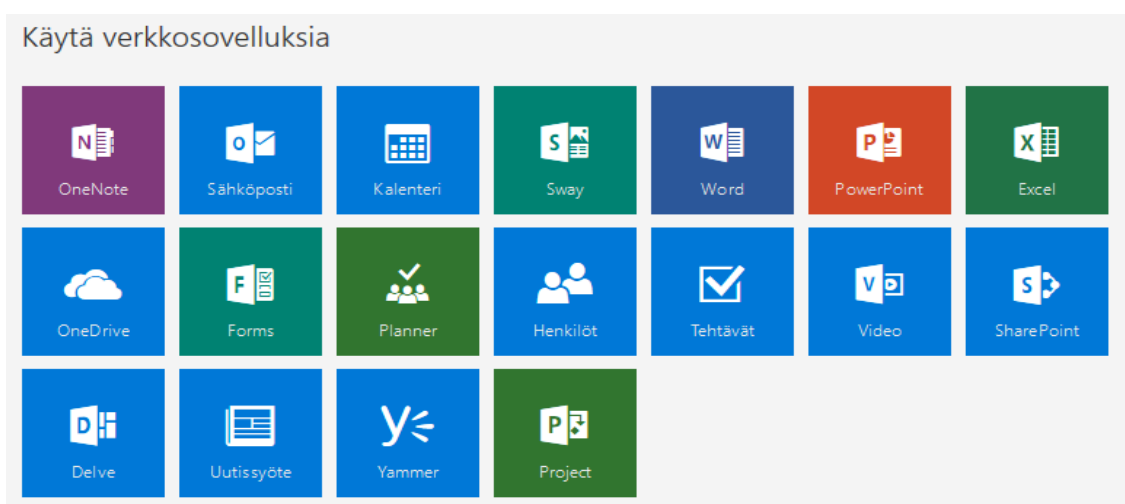 Käytä verkkosovelluksia
N
O
S
W
P
X
OneNote
Sähköposti
Kalenteri
Sway
Word
PowerPoint
Excel
F
V
S
OneDrive
Forms
Planner
Henkilöt
Tehtävät
Video
SharePoint
D
P
Delve
Uutissyöte
Yammer
Project